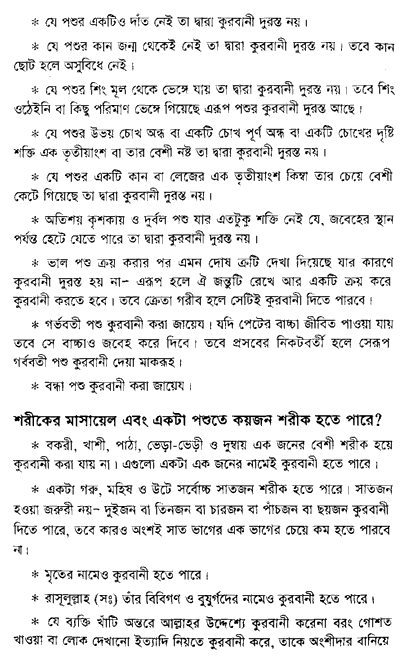 * যে পশুর একটিও দাঁত নেই তা দ্বারা কুরবানী দুরস্ত নয়।
* যে পশুর কান জন্ম থেকেই নেই তা দ্বারা কুরবানী দুরস্ত নয়। তবে কান
ছোট হলে অসুবিধে নেই।
* যে পশুর শিং মূল থেকে ভেঙ্গে যায় তা দ্বারা কুরবানী দুরস্ত নয়। তবে শিং
ওঠেইনি বা কিছু পরিমাণ ভেঙ্গে গিয়েছে এরূপ পশুর কুরবানী দুরস্ত আছে।
* যে পশুর উভয় চোখ অন্ধ বা একটি চোখ পূর্ণ অন্ধ বা একটি চোখের দৃষ্টি
শক্তি এক তৃতীয়াংশ বা তার বেশী নষ্ট তা দ্বারা কুরবানী দুরস্ত নয়।
* যে পশুর একটি কান বা লেজের এক তৃতীয়াংশ কিম্বা তার চেয়ে বেশী
কেটে গিয়েছে তা দ্বারা কুরবানী দুরস্ত নয়।
* অতিশয় কৃশকায় ও দুর্বল পশু যার এতটুকু শক্তি নেই যে, জবেহের স্থান
পর্যন্ত হেটে যেতে পারে তা দ্বারা কুরবানী দুরস্ত নয়।
* ভাল পশু ক্রয় করার পর এমন দোষ ত্রুটি দেখা দিয়েছে যার কারণে
কুরবানী দুরস্ত হয় না- এরূপ হলে ঐ জন্তুটি রেখে আর একটি ক্রয় করে
কুরবানী করতে হবে। তবে ক্রেতা গরীব হলে সেটিই কুরবানী দিতে পারবে।
* গর্ভবতী পশু কুরবানী করা জায়েয। যদি পেটের বাচ্চা জীবিত পাওয়া যায়
তবে সে বাচ্চাও জবেহ করে দিবে। তবে প্রসবের নিকটবর্তী হলে সেরূপ
গর্ববতী পশু কুরবানী দেয়া মাকরূহ।
* বন্ধা পশু কুরবানী করা জায়েয।
শরীকের মাসায়েল এবং একটা পশুতে কয়জন শরীক হতে পারে?
* বকরী, খাশী, পাঠা, ভেড়া-ভেড়ী ও দুম্বায় এক জনের বেশী শরীক হয়ে
কুরবানী করা যায় না। এগুলো একটা এক জনের নামেই কুরবানী হতে পারে।
* একটা গরু, মহিষ ও উটে সর্বোচ্চ সাতজন শরীক হতে পারে। সাতজন
হওয়া জরুরী নয়- দুইজন বা তিনজন বা চারজন বা পাঁচজন বা ছয়জন কুরবানী
দিতে পারে, তবে কারও অংশই সাত ভাগের এক ভাগের চেয়ে কম হতে পারবে
না।
* মৃতের নামেও কুরবানী হতে পারে।
* রাসূলুল্লাহ (সঃ) তাঁর বিবিগণ ও বুযুর্গদের নামেও কুরবানী হতে পারে।
* যে ব্যক্তি খাঁটি অন্তরে আল্লাহর উদ্দেশ্যে কুরবানী করেনা বরং গোশত
খাওয়া বা লোক দেখানো ইত্যাদি নিয়তে কুরবানী করে, তাকে অংশীদার বানিয়ে